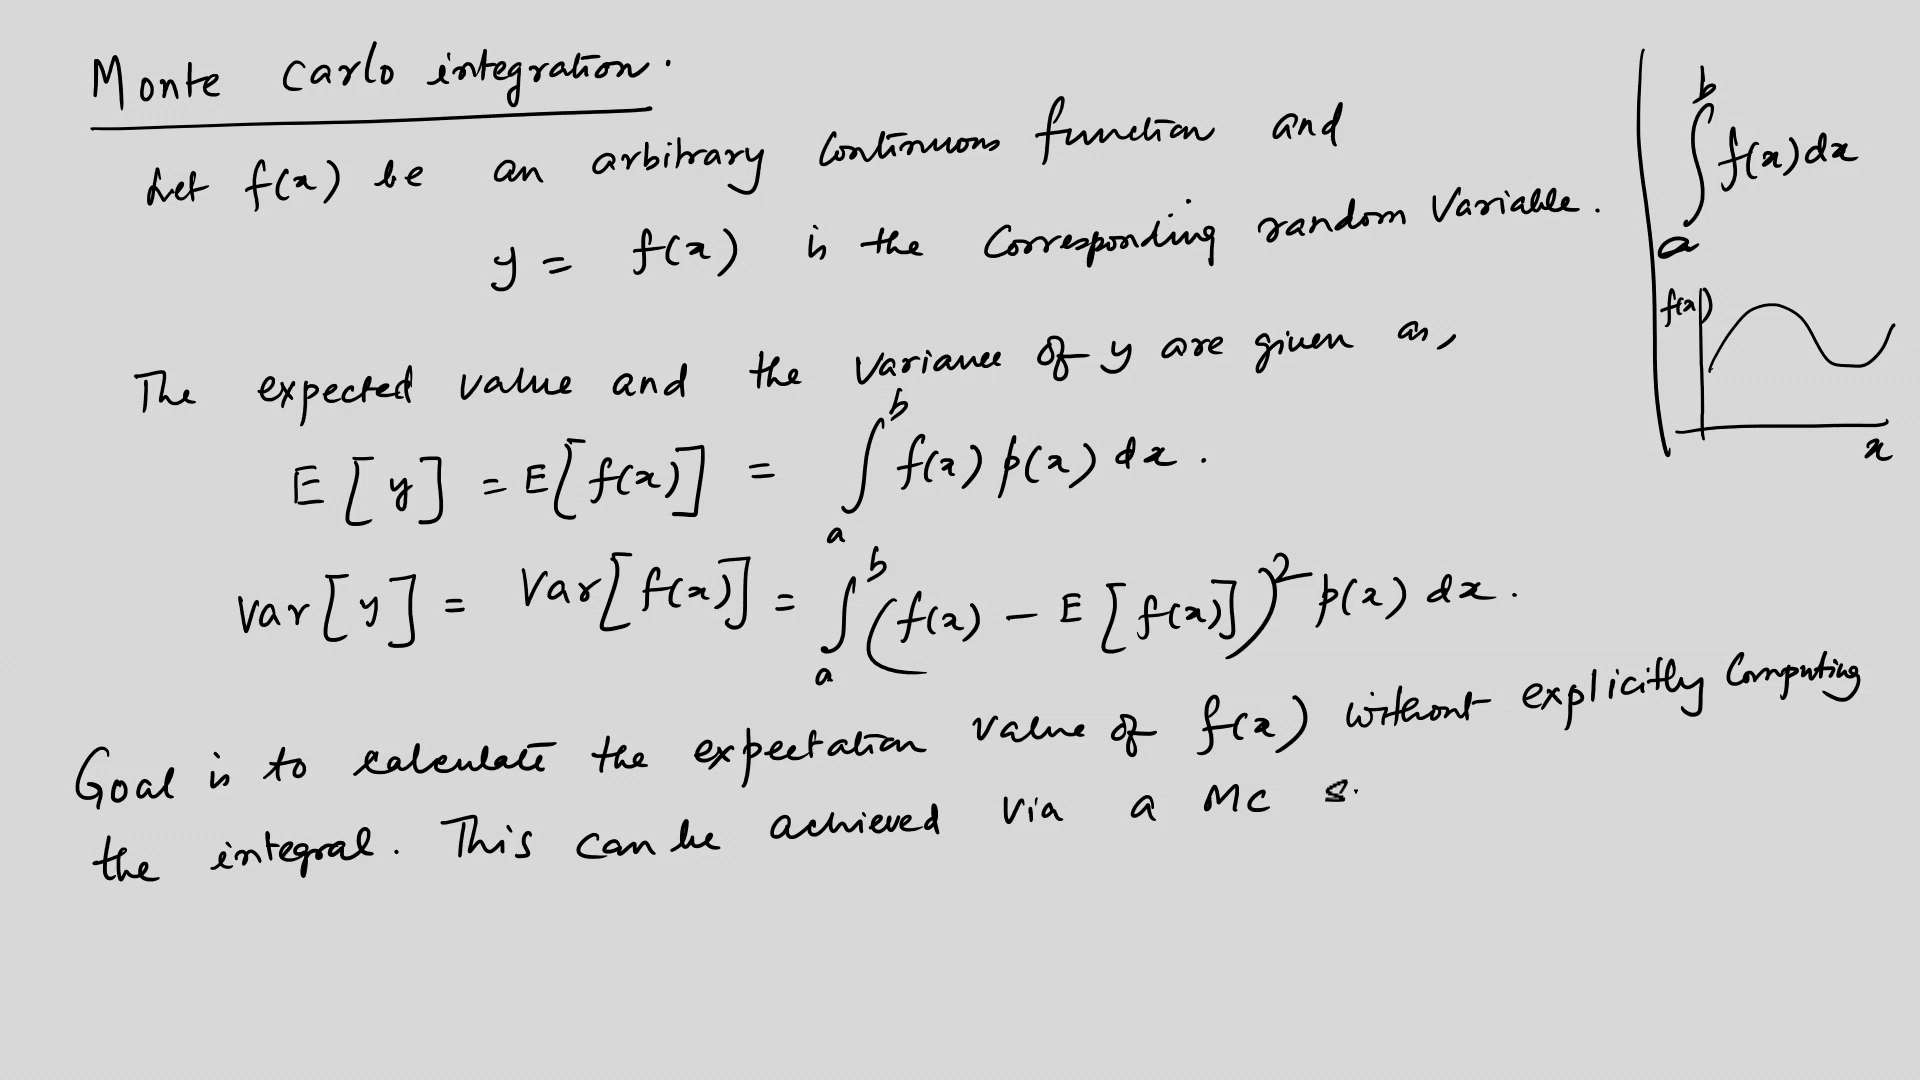 Monte Carlo integration.
Let f(x) be an arbitrary continuous function and
y = f(x) is the corresponding random variable.
The expected value and the variance of y are given as,
E[y] = E[f(x)] = ∫_a^b f(x) p(x) dx.
Var[y] = Var[f(x)] = ∫_a^b (f(x) - E[f(x)])² p(x) dx.
Goal is to calculate the expectation value of f(x) without explicitly computing
the integral. This can be achieved via a MC s
∫_a^b f(x) dx
f(x)
x